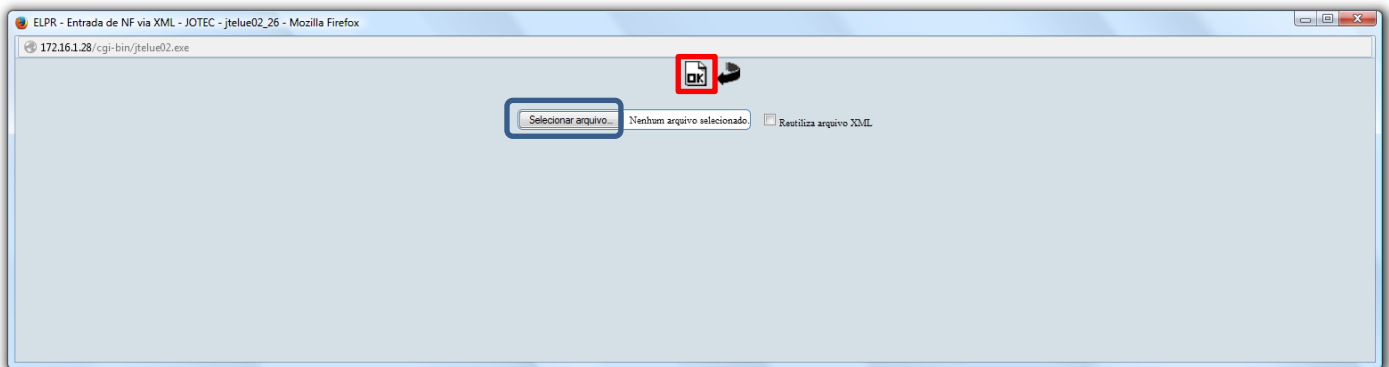 ELPR - Entrada de NF via XML - JOTEC - jtelue02_26 - Mozilla Firefox
172.16.1.28/cgi-bin/jtelue02.exe
OK
Selecionar arquivo... Nenhum arquivo selecionado. Reutiliza arquivo XML